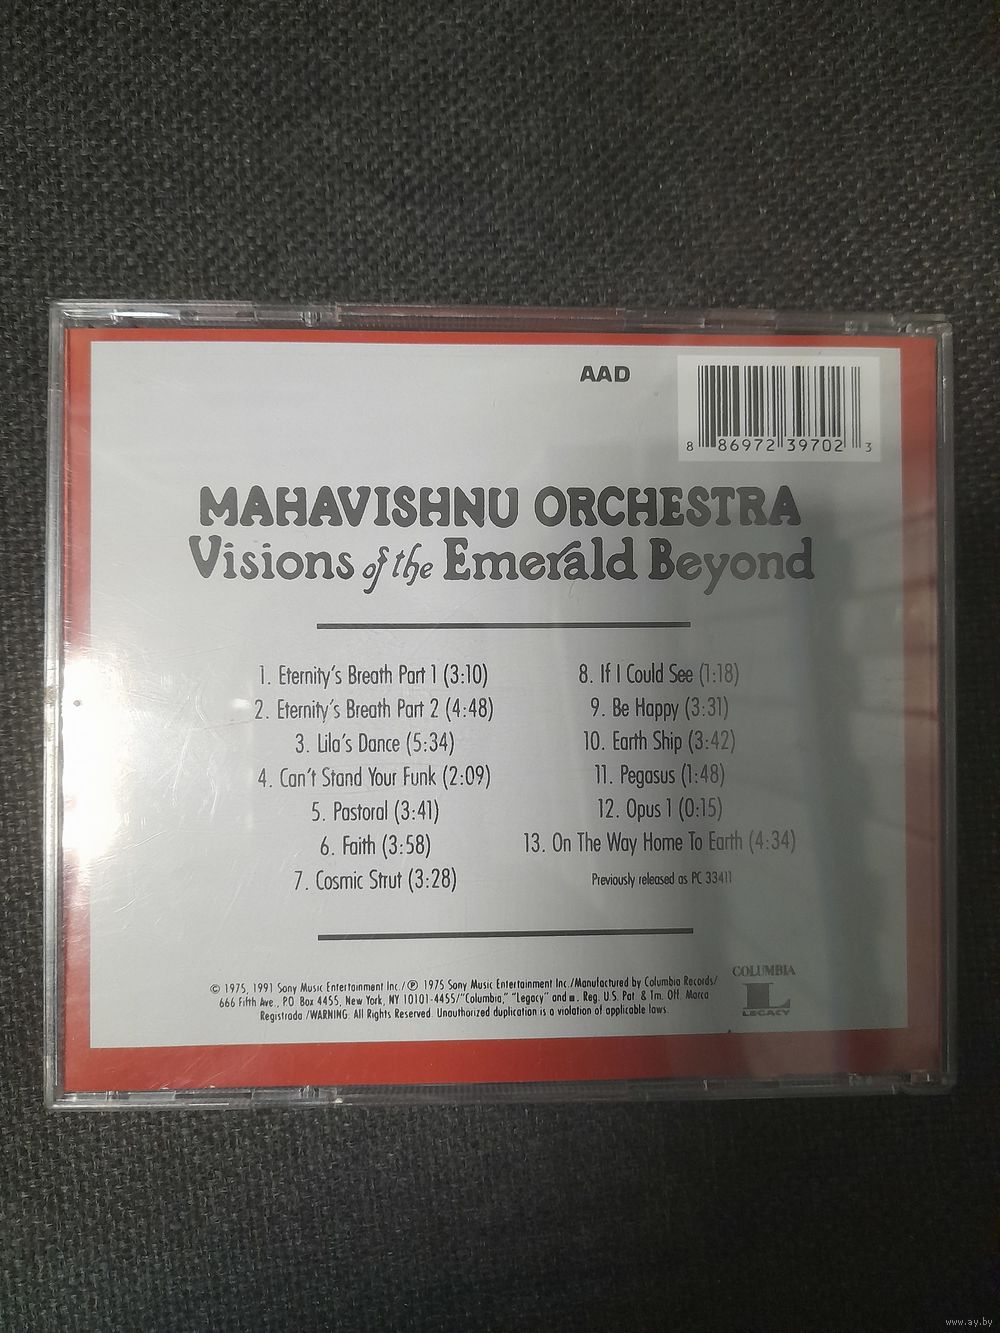 AAD
8 86972 39702 3
MAHAVISHNU ORCHESTRA
Visions of the Emerald Beyond
1. Eternity's Breath Part 1 (3:10)
2. Eternity's Breath Part 2 (4:48)
3. Lila's Dance (5:34)
4. Can't Stand Your Funk (2:09)
5. Pastoral (3:41)
6. Faith (3:58)
7. Cosmic Strut (3:28)
8. If I Could See (1:18)
9. Be Happy (3:31)
10. Earth Ship (3:42)
11. Pegasus (1:48)
12. Opus 1 (0:15)
13. On The Way Home To Earth (4:34)
Previously released as PC 33411
© 1975, 1991 Sony Music Entertainment Inc./℗ 1975 Sony Music Entertainment Inc./Manufactured by Columbia Records/
666 Fifth Ave., P.O. Box 4455, New York, NY 10101-4455/"Columbia," "Legacy" and . Reg. U.S. Pat. & Tm. Off. Marca
Registrada /WARNING: All Rights Reserved. Unauthorized duplication is a violation of applicable laws.
COLUMBIA
L
LEGACY
www.ay.by